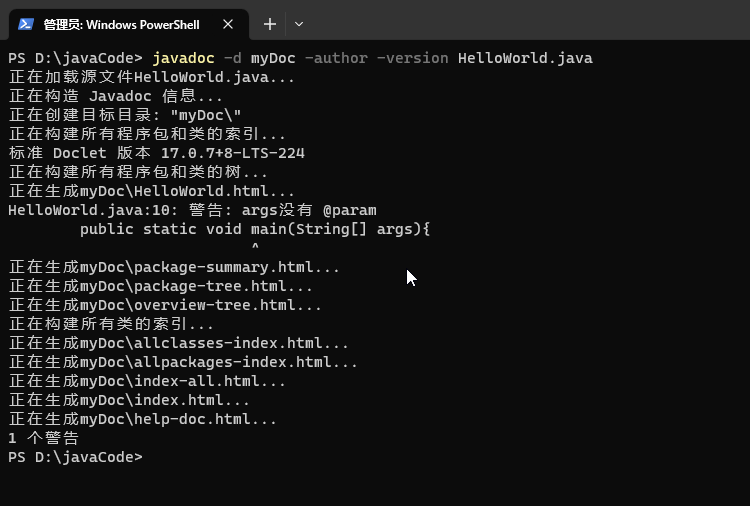 管理员: Windows PowerShell
PS D:\javaCode> javadoc -d myDoc -author -version HelloWorld.java
正在加载源文件HelloWorld.java...
正在构造 Javadoc 信息...
正在创建目标目录: "myDoc\"
正在构建所有程序包和类的索引...
标准 Doclet 版本 17.0.7+8-LTS-224
正在构建所有程序包和类的树...
正在生成myDoc\HelloWorld.html...
HelloWorld.java:10: 警告: args没有 @param
        public static void main(String[] args){
                           ^
正在生成myDoc\package-summary.html...
正在生成myDoc\package-tree.html...
正在生成myDoc\overview-tree.html...
正在构建所有类的索引...
正在生成myDoc\allclasses-index.html...
正在生成myDoc\allpackages-index.html...
正在生成myDoc\index-all.html...
正在生成myDoc\index.html...
正在生成myDoc\help-doc.html...
1 个警告
PS D:\javaCode>